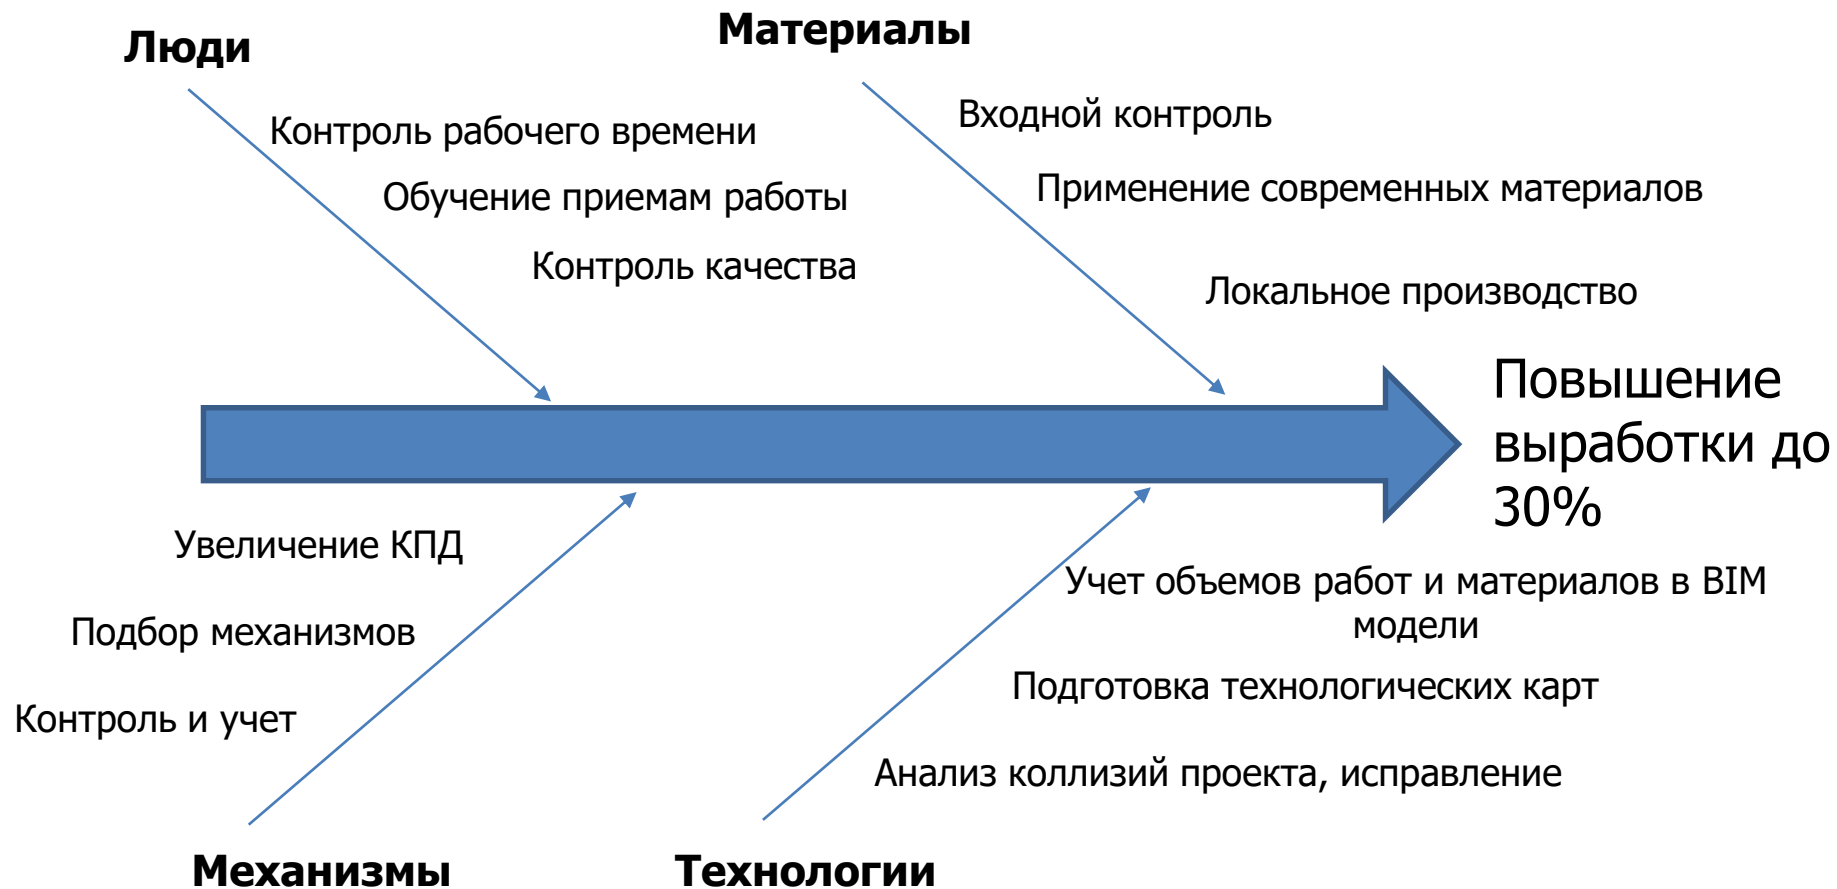 Люди
Материалы
Контроль рабочего времени
Обучение приемам работы
Контроль качества
Входной контроль
Применение современных материалов
Локальное производство
Повышение
выработки до
30%
Увеличение КПД
Подбор механизмов
Контроль и учет
Учет объемов работ и материалов в BIM
модели
Подготовка технологических карт
Анализ коллизий проекта, исправление
Механизмы
Технологии